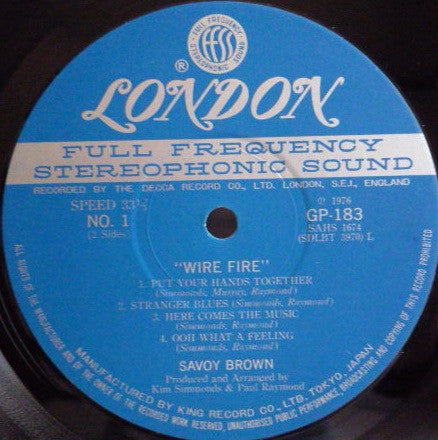 FULL FREQUENCY STEREOPHONIC SOUND
ffss
®
LONDON
FULL FREQUENCY
STEREOPHONIC SOUND
RECORDED BY THE DECCA RECORD CO., LTD. LONDON, S.E.I., ENGLAND
SPEED 33⅓
NO. 1
(2 Sides)
Ⓟ 1976
GP-183
SAHS 1674
(SDLBT 3970) L
"WIRE FIRE"
1. PUT YOUR HANDS TOGETHER
(Simmonds, Murray, Raymond)
2. STRANGER BLUES (Simmonds, Raymond)
3. HERE COMES THE MUSIC
(Simmonds, Raymond)
4. OOH WHAT A FEELING
(Simmonds, Raymond)
SAVOY BROWN
Produced and Arranged by
Kim Simmonds & Paul Raymond
MANUFACTURED BY KING RECORD CO., LTD. TOKYO, JAPAN
ALL RIGHTS OF THE MANUFACTURER AND OF THE OWNER OF THE RECORDED WORK RESERVED, UNAUTHORISED PUBLIC PERFORMANCE, BROADCASTING AND COPYING OF THIS RECORD PROHIBITED